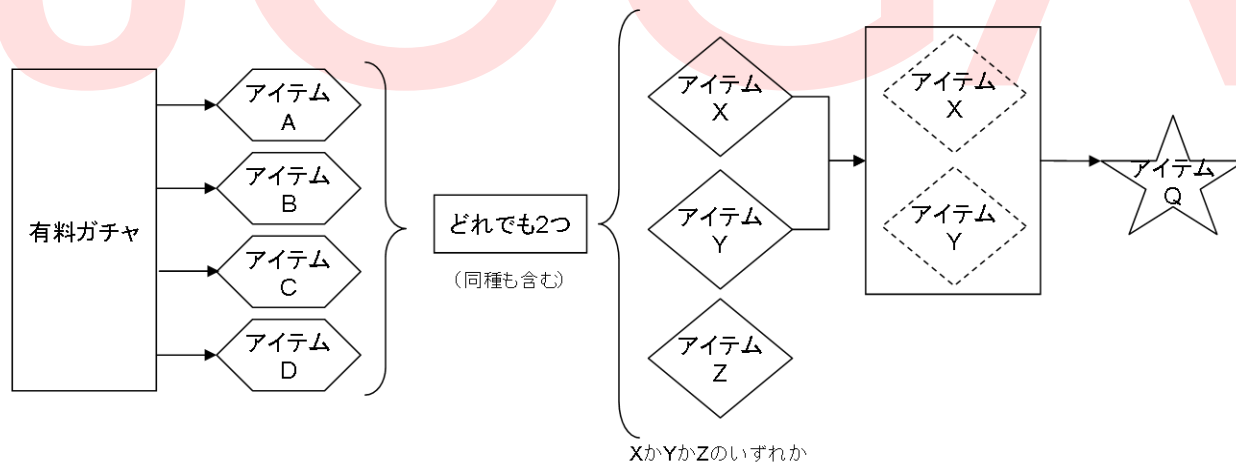 JOGA
有料ガチャ
アイテム
A
アイテム
B
アイテム
C
アイテム
D
どれでも2つ
(同種も含む)
アイテム
X
アイテム
Y
アイテム
Z
XかYかZのいずれか
アイテム
X
アイテム
Y
アイテム
Q